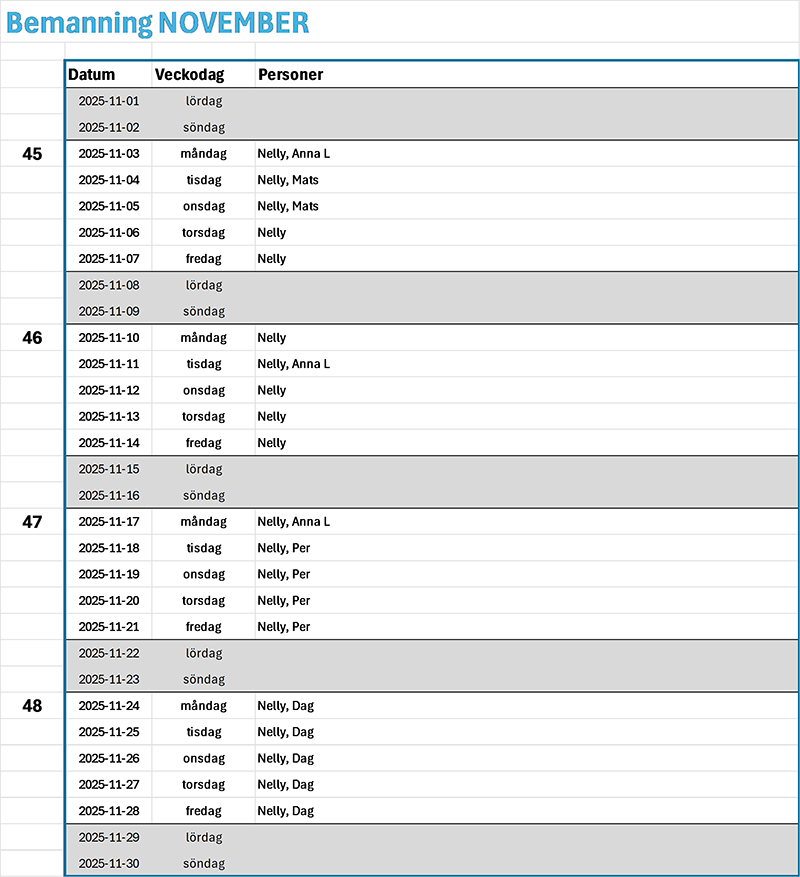 Bemanning NOVEMBER
Datum Veckodag Personer
2025-11-01 lördag
2025-11-02 söndag
45 2025-11-03 måndag Nelly, Anna L
2025-11-04 tisdag Nelly, Mats
2025-11-05 onsdag Nelly, Mats
2025-11-06 torsdag Nelly
2025-11-07 fredag Nelly
2025-11-08 lördag
2025-11-09 söndag
46 2025-11-10 måndag Nelly
2025-11-11 tisdag Nelly, Anna L
2025-11-12 onsdag Nelly
2025-11-13 torsdag Nelly
2025-11-14 fredag Nelly
2025-11-15 lördag
2025-11-16 söndag
47 2025-11-17 måndag Nelly, Anna L
2025-11-18 tisdag Nelly, Per
2025-11-19 onsdag Nelly, Per
2025-11-20 torsdag Nelly, Per
2025-11-21 fredag Nelly, Per
2025-11-22 lördag
2025-11-23 söndag
48 2025-11-24 måndag Nelly, Dag
2025-11-25 tisdag Nelly, Dag
2025-11-26 onsdag Nelly, Dag
2025-11-27 torsdag Nelly, Dag
2025-11-28 fredag Nelly, Dag
2025-11-29 lördag
2025-11-30 söndag